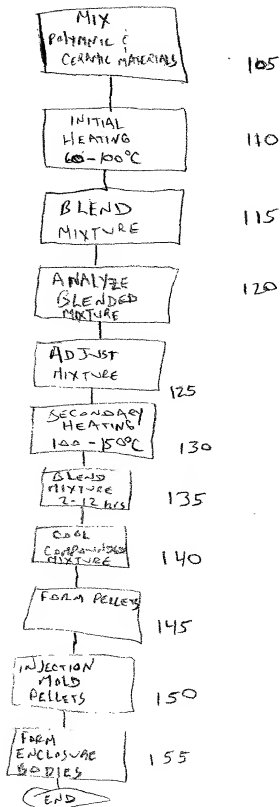 MIX
POLYMERIC &
CERAMIC MATERIALS
105
INITIAL
HEATING
60-100°C
110
BLEND
MIXTURE
115
ANALYZE
BLENDED
MIXTURE
120
ADJUST
MIXTURE
125
SECONDARY
HEATING
100-150°C
130
BLEND
MIXTURE
2-12 hrs
135
COOL
COMPOUNDED
MIXTURE
140
FORM PELLETS
145
INJECTION
MOLD
PELLETS
150
FORM
ENCLOSURE
BODIES
155
END